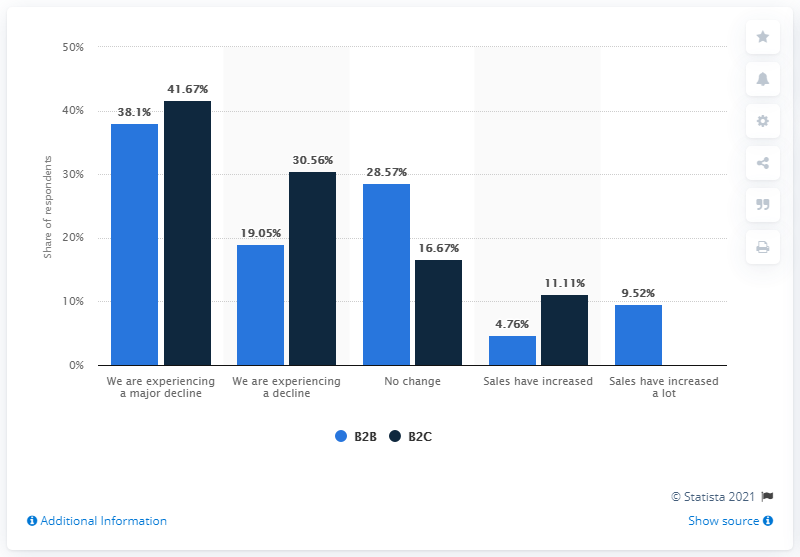 50%
40%
30%
20%
10%
0%
Share of respondents
38.1%
41.67%
19.05%
30.56%
28.57%
16.67%
4.76%
11.11%
9.52%
We are experiencing
a major decline
We are experiencing
a decline
No change
Sales have increased
Sales have increased
a lot
B2B
B2C
© Statista 2021
Additional Information
Show source